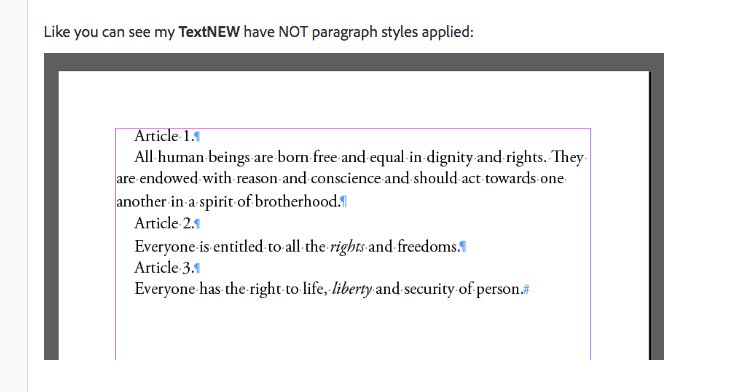 Like you can see my TextNEW have NOT paragraph styles applied:
Article 1.¶
All human beings are born free and equal in dignity and rights. They
are endowed with reason and conscience and should act towards one
another in a spirit of brotherhood.¶
Article 2.¶
Everyone is entitled to all the rights and freedoms.¶
Article 3.¶
Everyone has the right to life, liberty and security of person.#